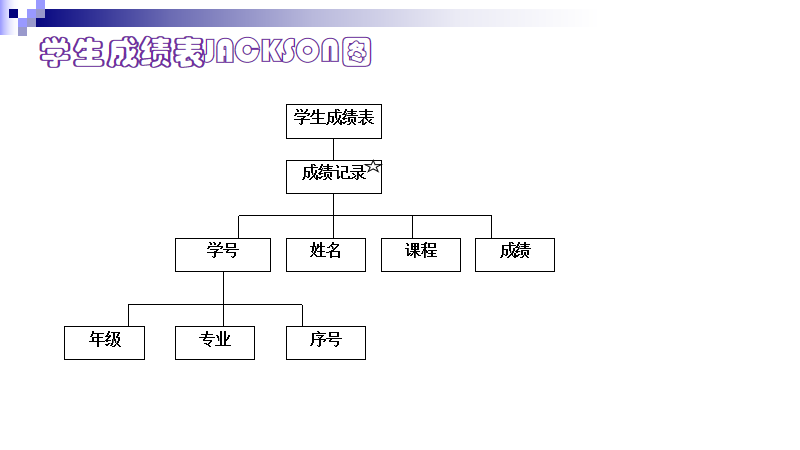 学生成绩表JACKSON图
学生成绩表
成绩记录
学号 姓名 课程 成绩
年级 专业 序号